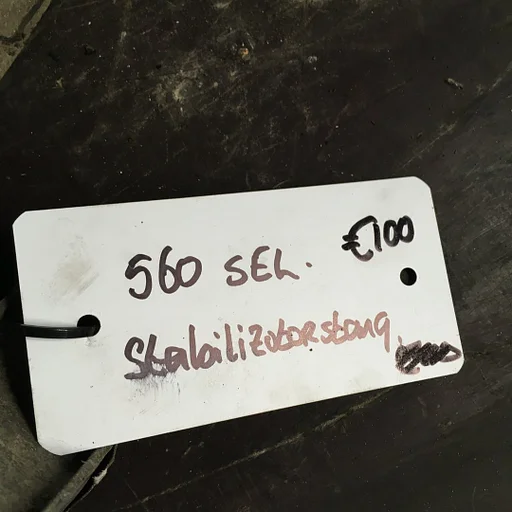 560 SEL.
€100
Stabilizatorstang